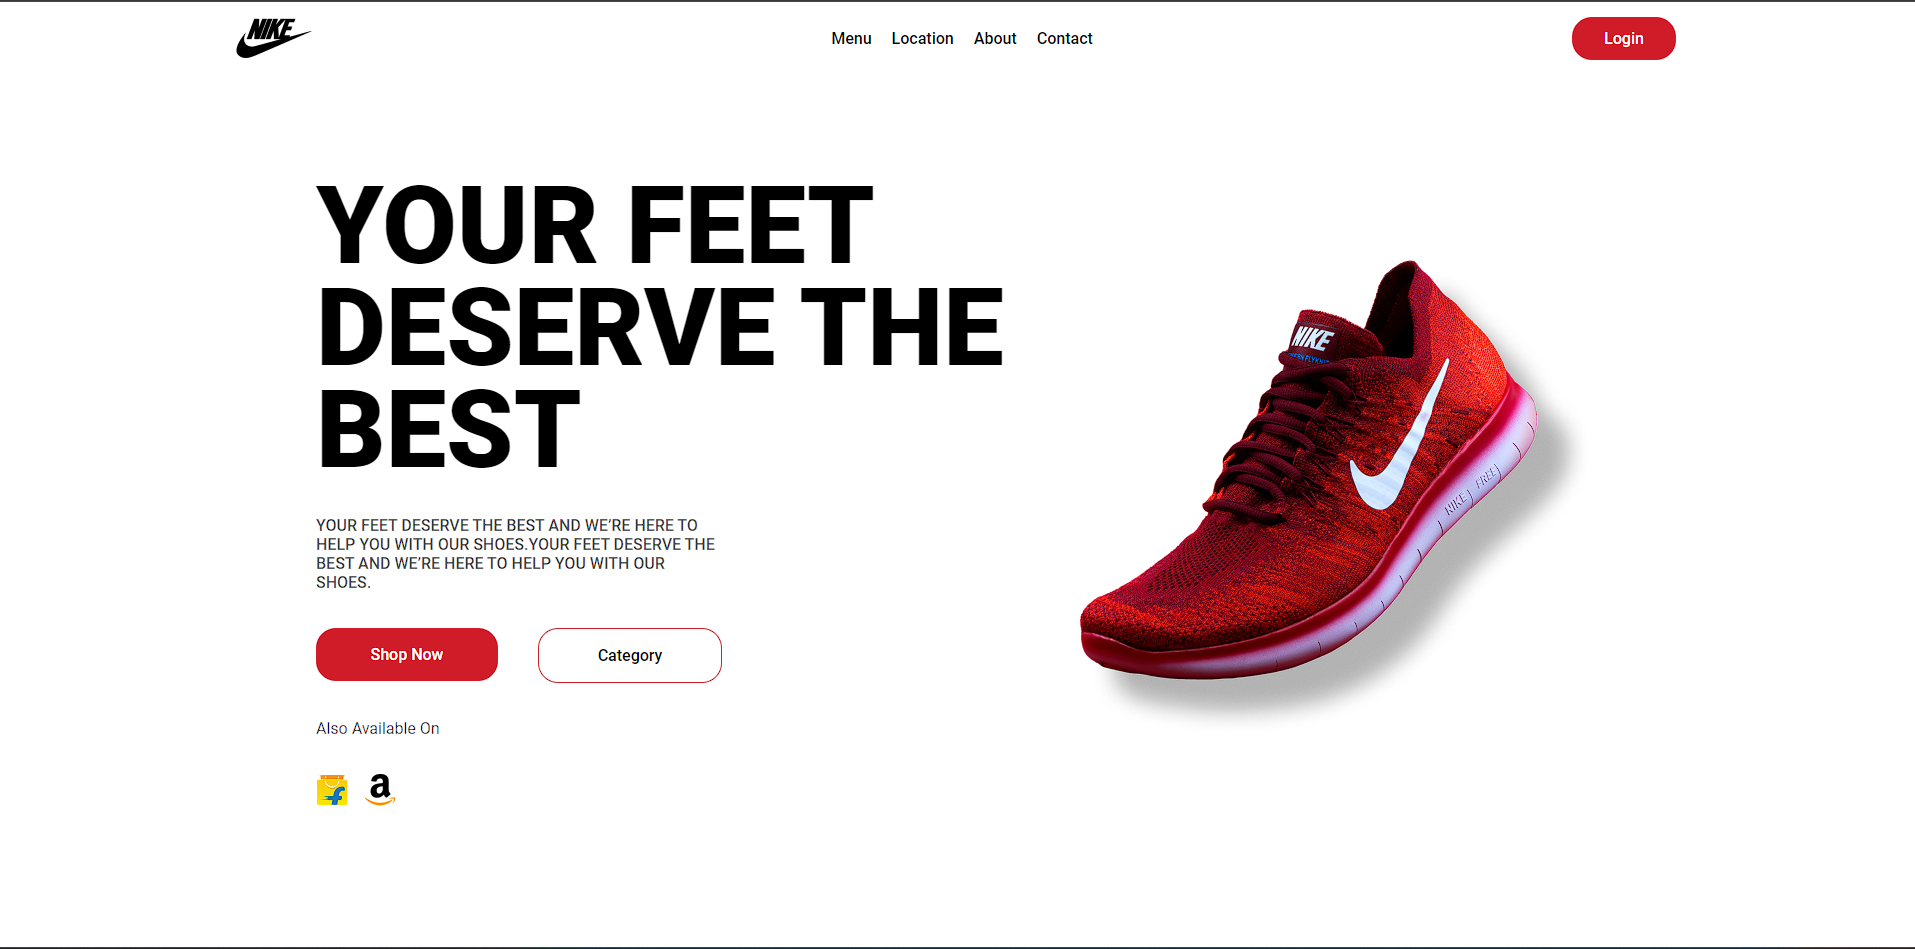 NIKE
Menu Location About Contact
Login
YOUR FEET
DESERVE THE
BEST
YOUR FEET DESERVE THE BEST AND WE’RE HERE TO
HELP YOU WITH OUR SHOES.YOUR FEET DESERVE THE
BEST AND WE’RE HERE TO HELP YOU WITH OUR
SHOES.
Shop Now
Category
Also Available On
a
NIKE
NIKE FREE